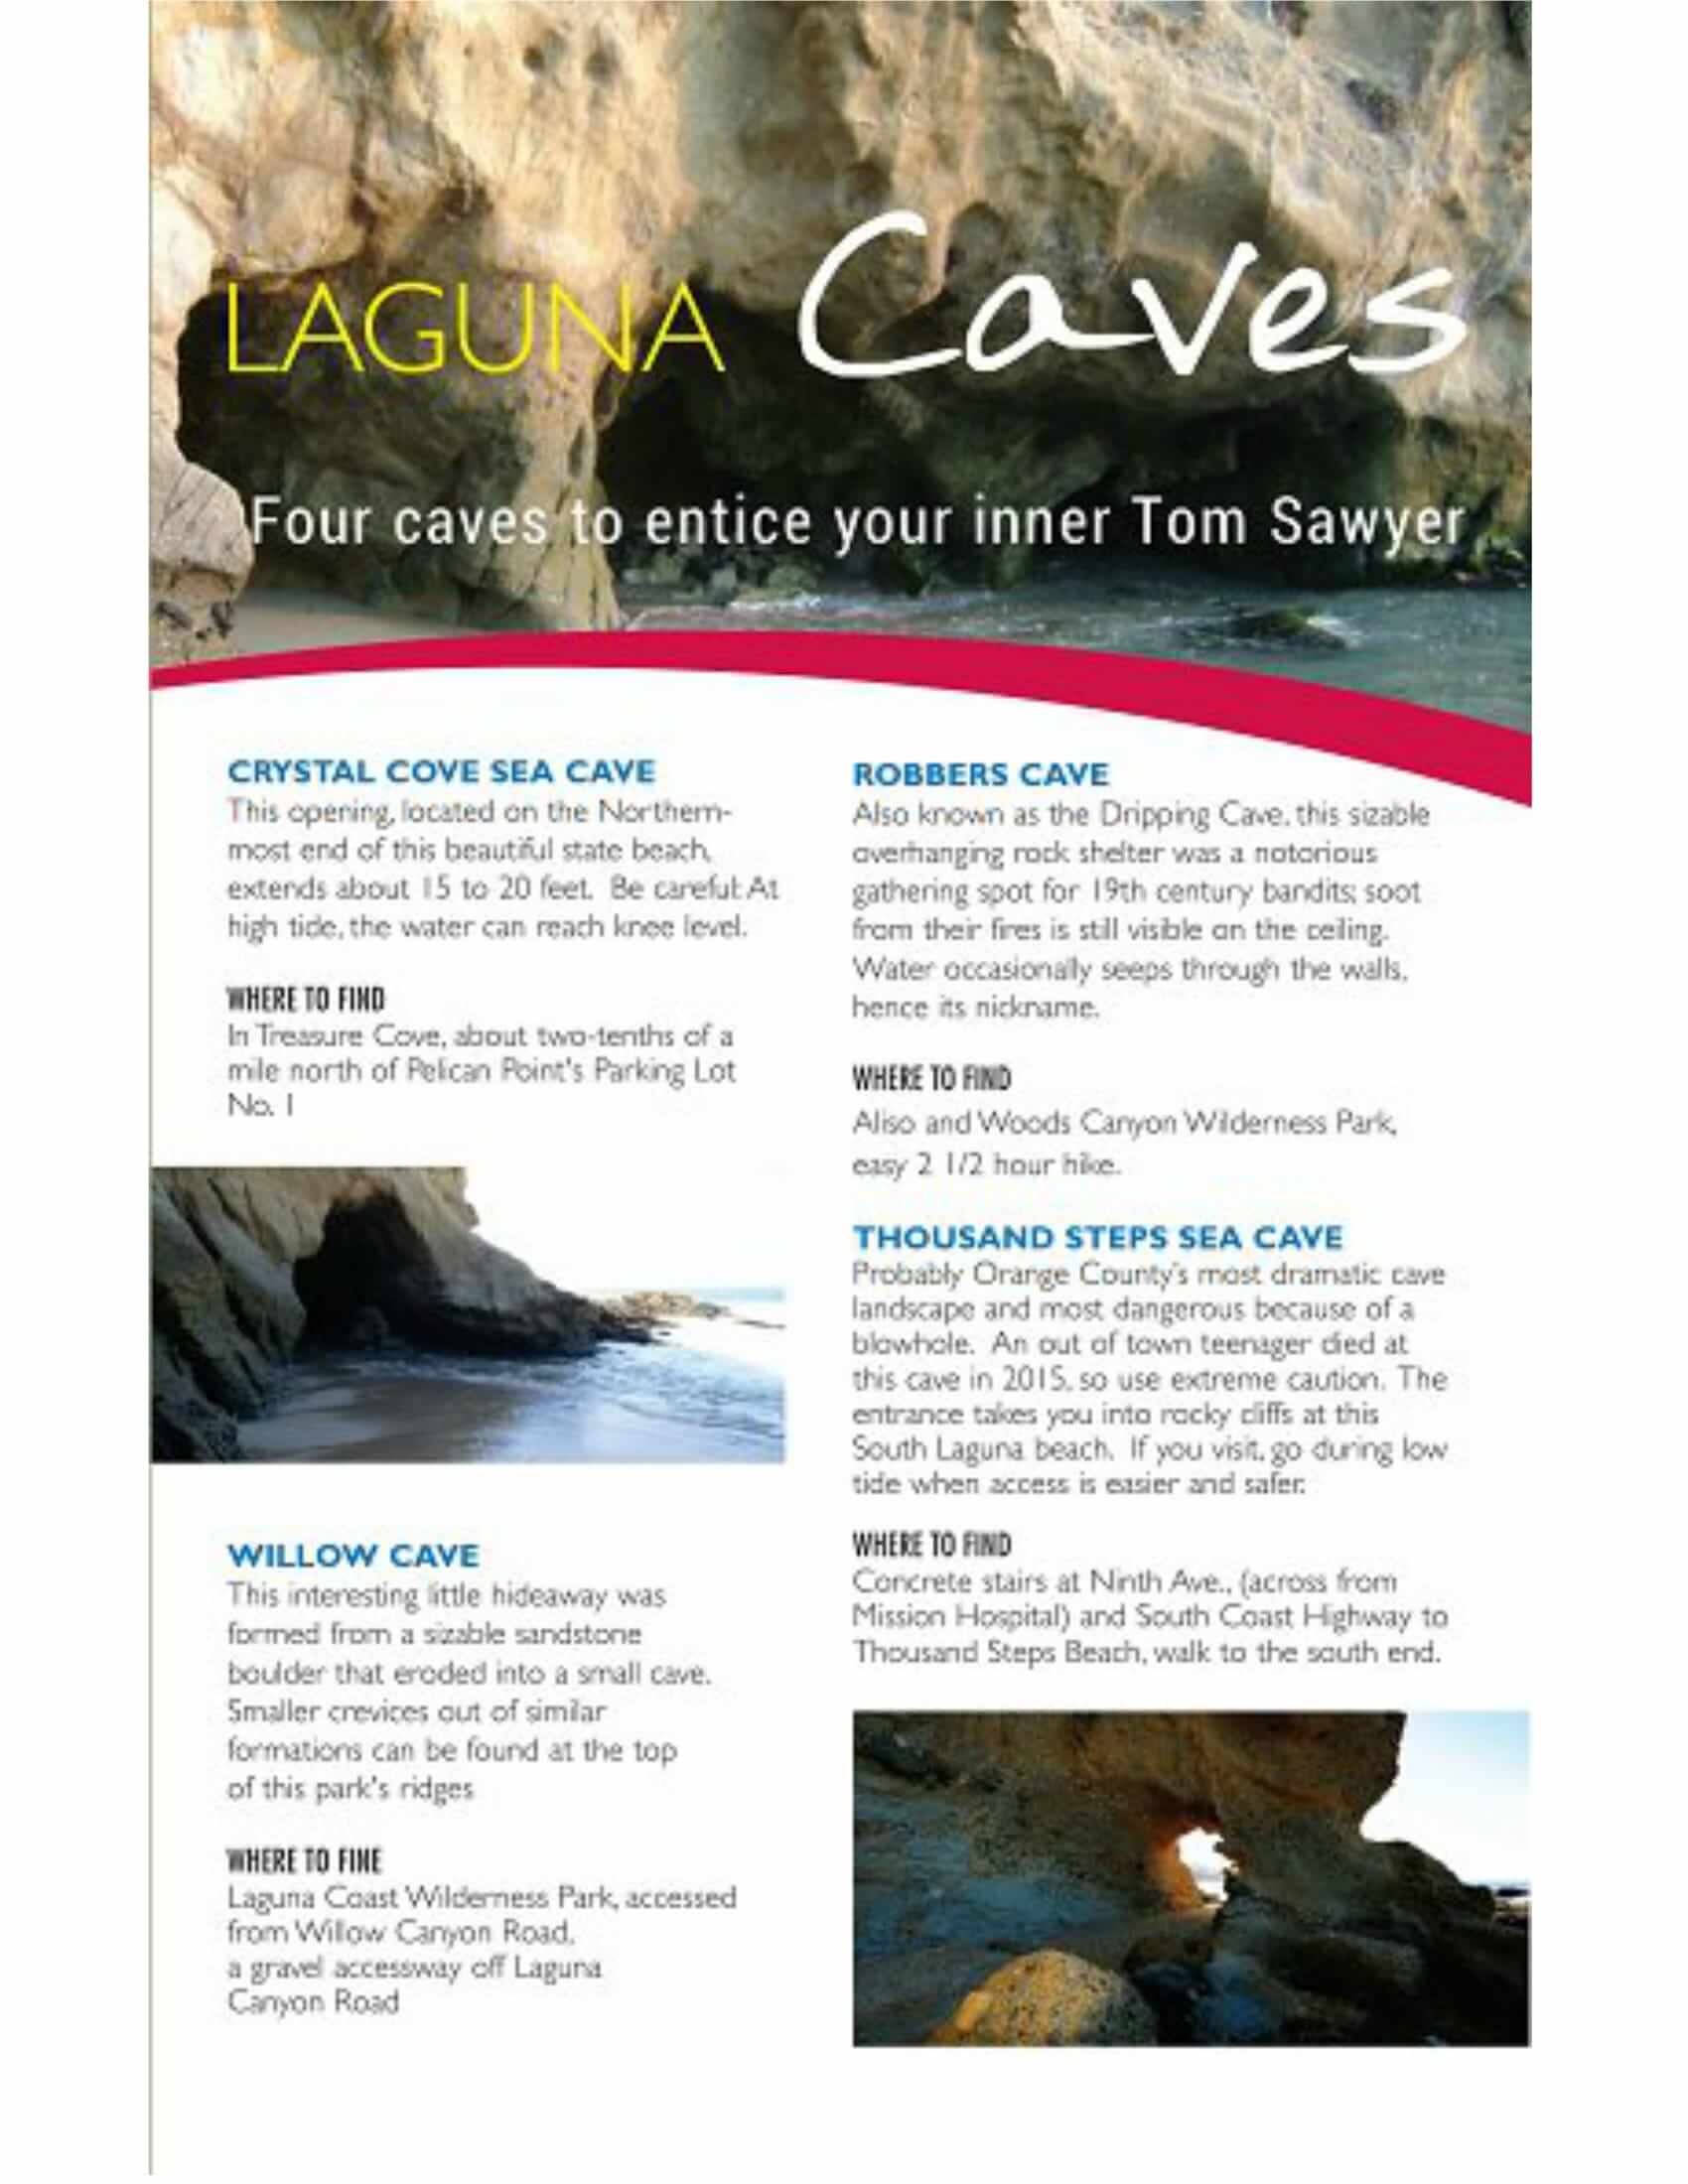 LAGUNA Caves
Four caves to entice your inner Tom Sawyer
CRYSTAL COVE SEA CAVE
This opening, located on the Northern-
most end of this beautiful state beach,
extends about 15 to 20 feet. Be careful: At
high tide, the water can reach knee level.
WHERE TO FIND
In Treasure Cove, about two-tenths of a
mile north of Pelican Point's Parking Lot
No. 1
WILLOW CAVE
This interesting little hideaway was
formed from a sizable sandstone
boulder that eroded into a small cave.
Smaller crevices out of similar
formations can be found at the top
of this park's ridges
WHERE TO FINE
Laguna Coast Wilderness Park, accessed
from Willow Canyon Road,
a gravel accessway off Laguna
Canyon Road
ROBBERS CAVE
Also known as the Dripping Cave, this sizable
overhanging rock shelter was a notorious
gathering spot for 19th century bandits; soot
from their fires is still visible on the ceiling.
Water occasionally seeps through the walls,
hence its nickname.
WHERE TO FIND
Aliso and Woods Canyon Wilderness Park,
easy 2 1/2 hour hike.
THOUSAND STEPS SEA CAVE
Probably Orange County's most dramatic cave
landscape and most dangerous because of a
blowhole. An out of town teenager died at
this cave in 2015, so use extreme caution. The
entrance takes you into rocky cliffs at this
South Laguna beach. If you visit, go during low
tide when access is easier and safer.
WHERE TO FIND
Concrete stairs at Ninth Ave., (across from
Mission Hospital) and South Coast Highway to
Thousand Steps Beach, walk to the south end.